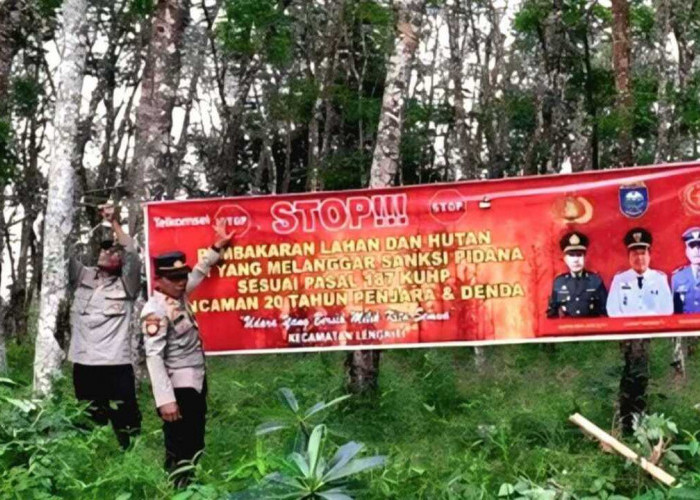 Telkomsel STOP STOP!!! STOP
PEMBAKARAN LAHAN DAN HUTAN
YANG MELANGGAR SANKSI PIDANA
SESUAI PASAL 187 KUHP
ANCAMAN 20 TAHUN PENJARA & DENDA
"Udara Yang Bersih Milik Kita Semua"
KECAMATAN